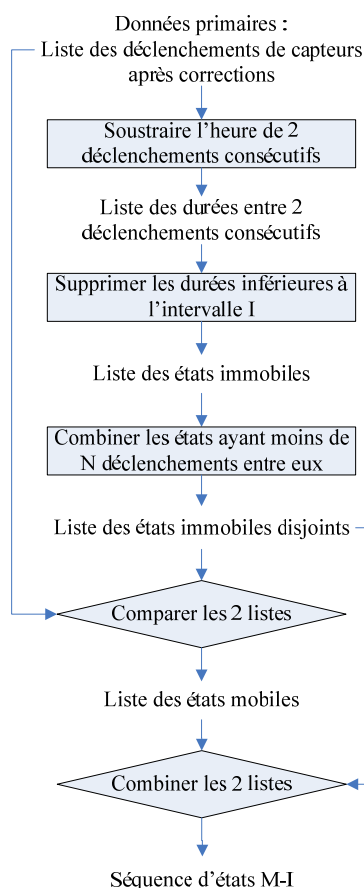 Données primaires :
Liste des déclenchements de capteurs
après corrections
Soustraire l'heure de 2
déclenchements consécutifs
Liste des durées entre 2
déclenchements consécutifs
Supprimer les durées inférieures à
l'intervalle I
Liste des états immobiles
Combiner les états ayant moins de
N déclenchements entre eux
Liste des états immobiles disjoints
Comparer les 2 listes
Liste des états mobiles
Combiner les 2 listes
Séquence d'états M-I